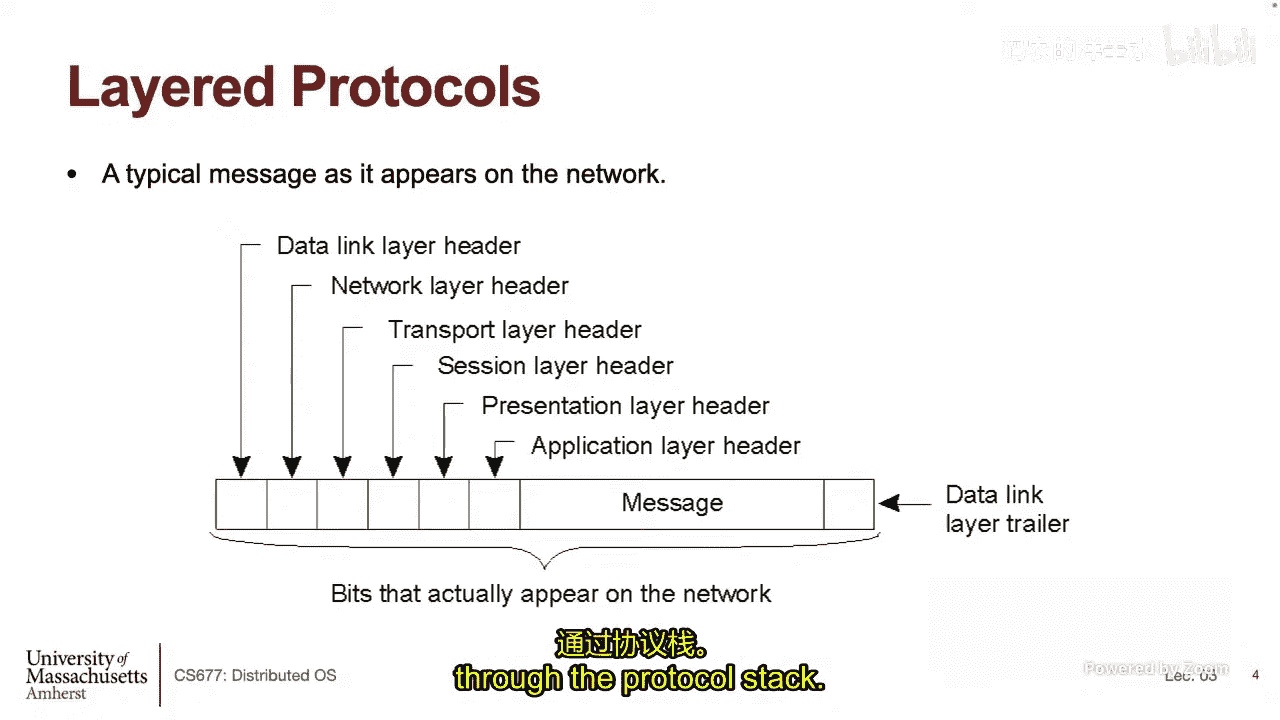 Layered Protocols
• A typical message as it appears on the network.
Data link layer header
Network layer header
Transport layer header
Session layer header
Presentation layer header
Application layer header
Message
Data link
layer trailer
Bits that actually appear on the network
通过协议栈。
through the protocol stack.
University of
Massachusetts
Amherst
CS677: Distributed OS
Powered by Zoom
Lec. 03
4
bilibili